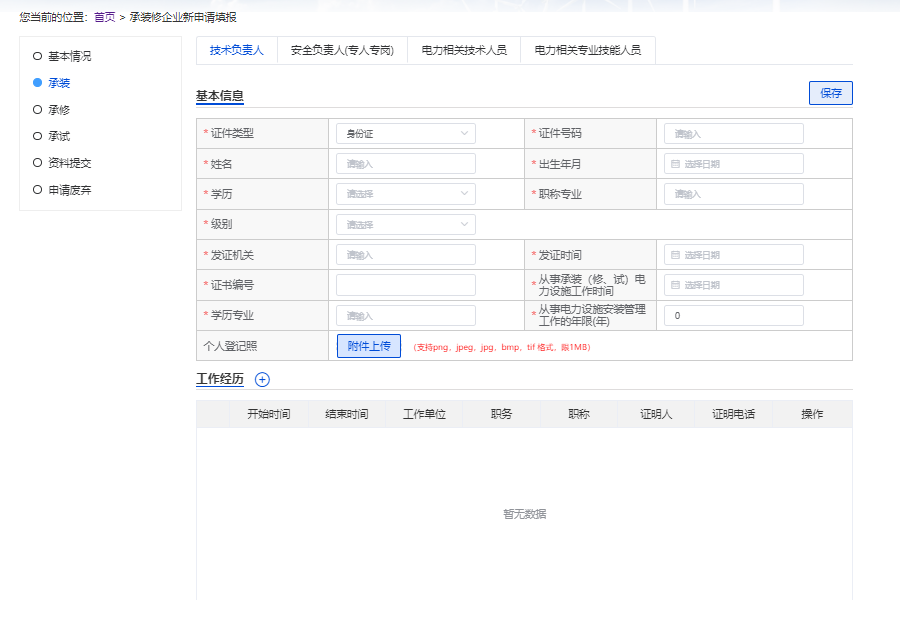 您当前的位置: 首页 > 承装修企业新申请填报
基本情况
承装
承修
承试
资料提交
申请废弃
技术负责人 安全负责人(专人专岗) 电力相关技术人员 电力相关专业技能人员
基本信息 保存
*证件类型 身份证 *证件号码 请输入
*姓名 请输入 *出生年月 选择日期
*学历 请选择 *职称专业 请输入
*级别 请选择
*发证机关 请输入 *发证时间 选择日期
*证书编号 *从事承装（修、试）电
力设施工作时间 选择日期
*学历专业 请输入 *从事电力设施安装管理
工作的年限(年) 0
个人登记照 附件上传 (支持png，jpeg，jpg，bmp，tif 格式，限1MB)
工作经历
开始时间 结束时间 工作单位 职务 职称 证明人 证明电话 操作
暂无数据